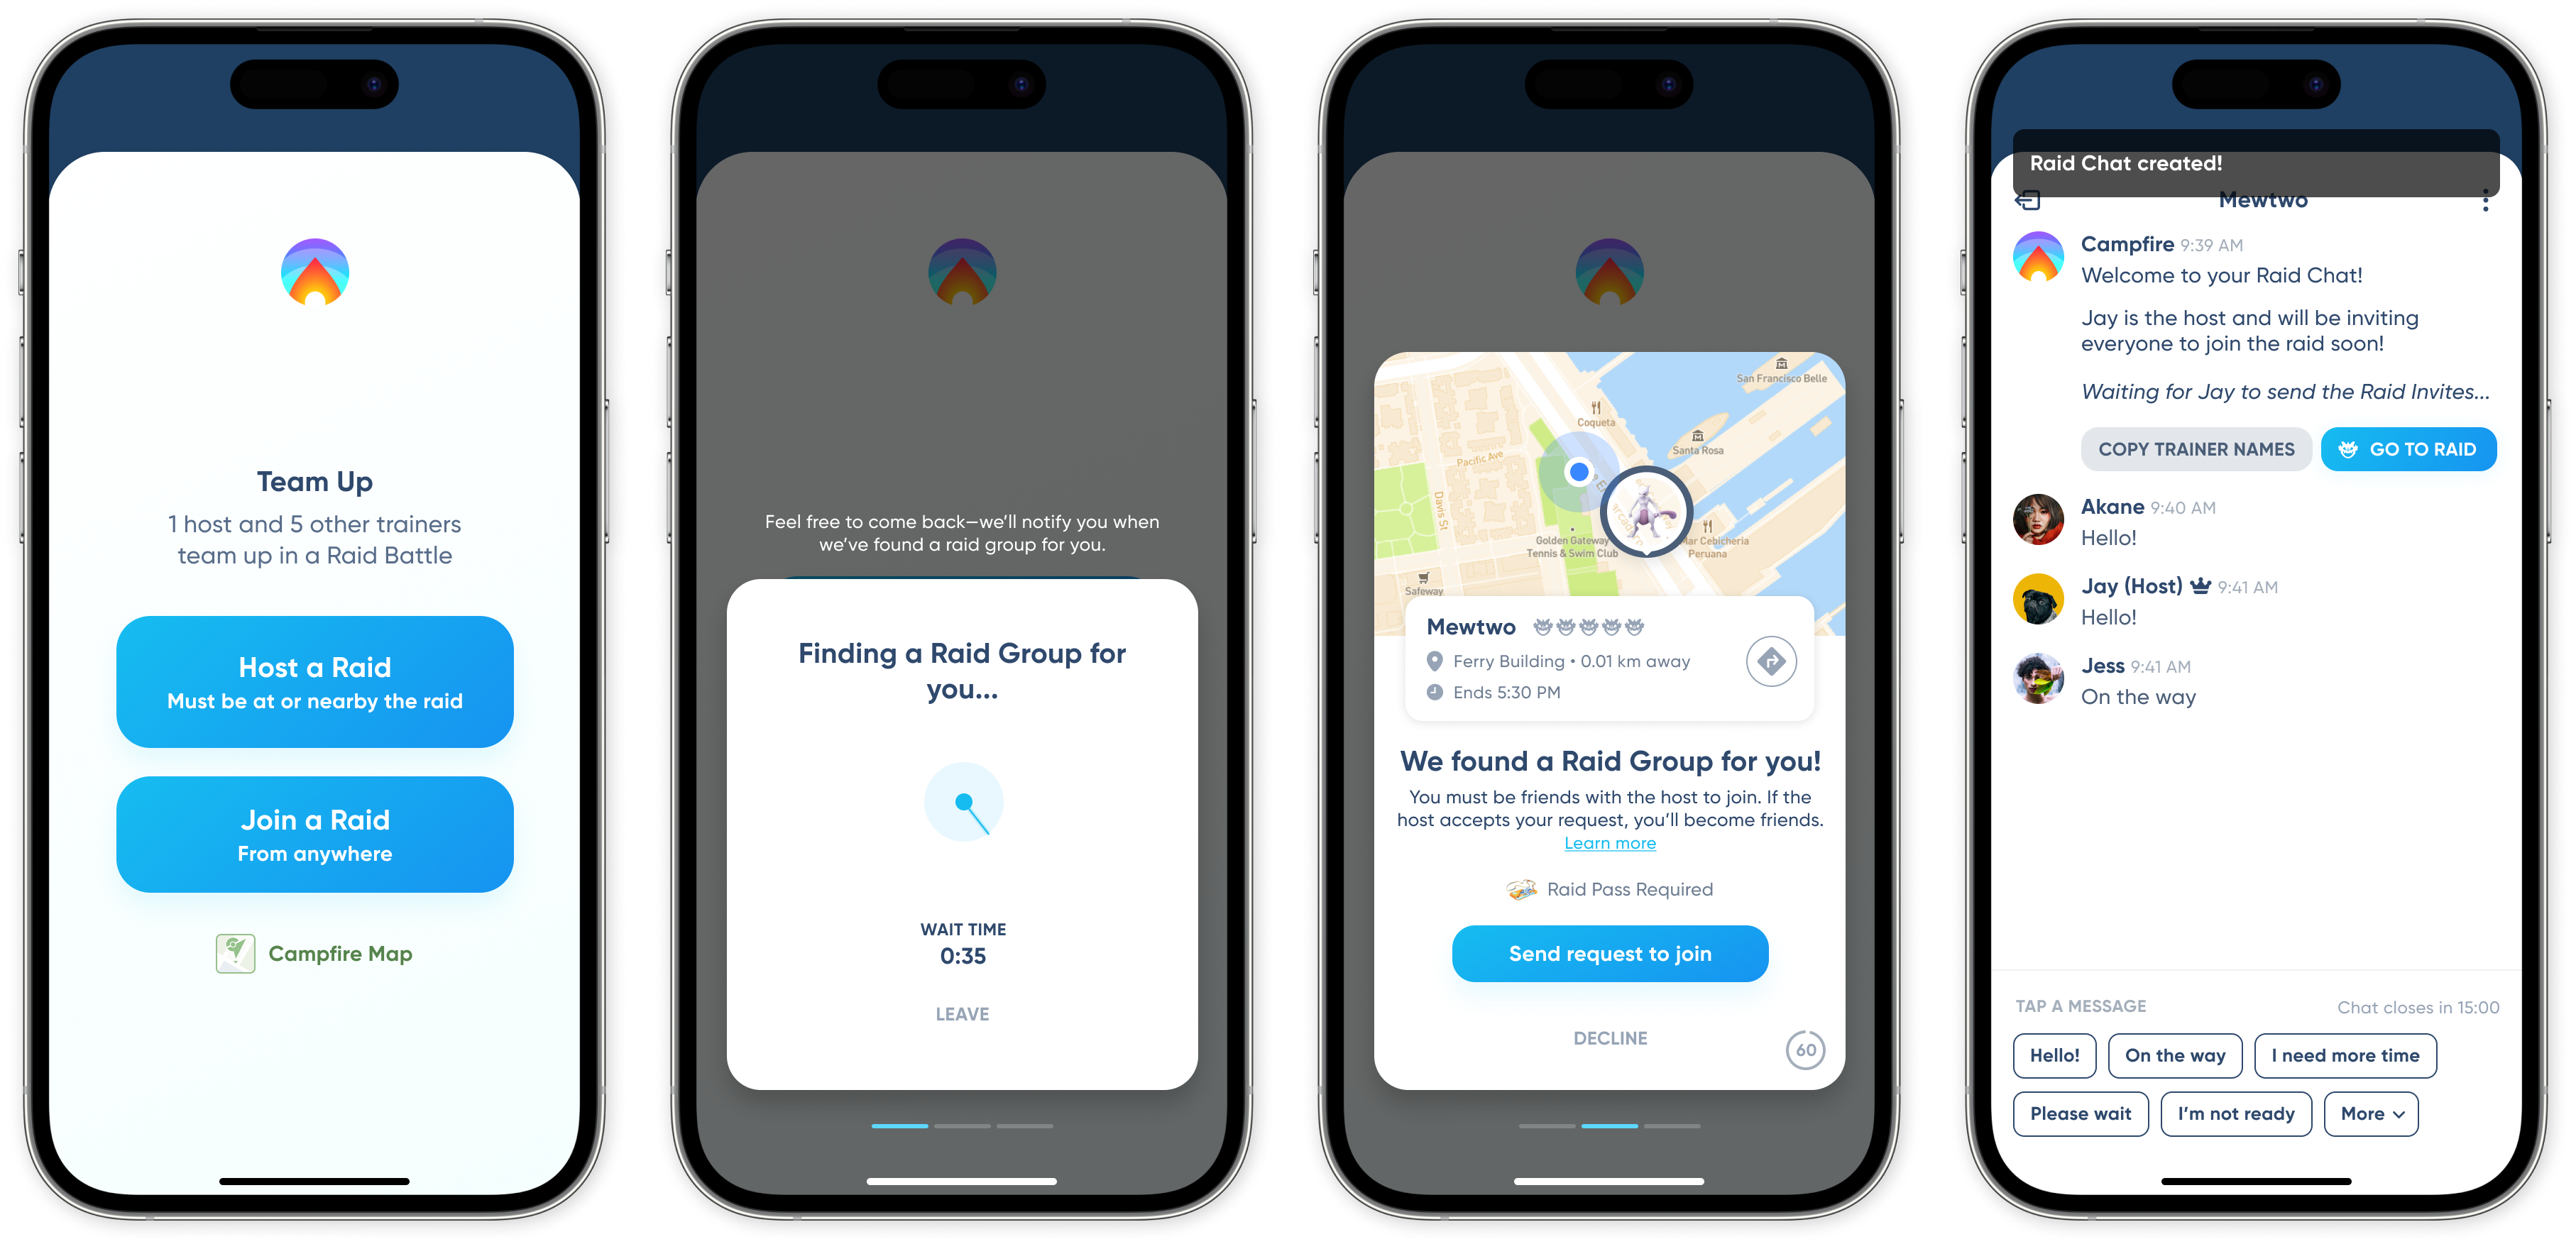 Team Up
1 host and 5 other trainers
team up in a Raid Battle
Host a Raid
Must be at or nearby the raid
Join a Raid
From anywhere
Campfire Map
Feel free to come back—we'll notify you when
we've found a raid group for you.
Finding a Raid Group for
you...
WAIT TIME
0:35
LEAVE
San Francisco Belle
Coqueta
Santa Rosa
Pacific Ave
Davis St
Golden Gateway
Tennis & Swim Club
Mar Cebicheria
Peruana
Safeway
Mewtwo
Ferry Building • 0.01 km away
Ends 5:30 PM
We found a Raid Group for you!
You must be friends with the host to join. If the
host accepts your request, you'll become friends.
Learn more
Raid Pass Required
Send request to join
DECLINE
60
Raid Chat created!
Mewtwo
Campfire 9:39 AM
Welcome to your Raid Chat!
Jay is the host and will be inviting
everyone to join the raid soon!
Waiting for Jay to send the Raid Invites...
COPY TRAINER NAMES
GO TO RAID
Akane 9:40 AM
Hello!
Jay (Host) 9:41 AM
Hello!
Jess 9:41 AM
On the way
TAP A MESSAGE
Chat closes in 15:00
Hello!
On the way
I need more time
Please wait
I'm not ready
More